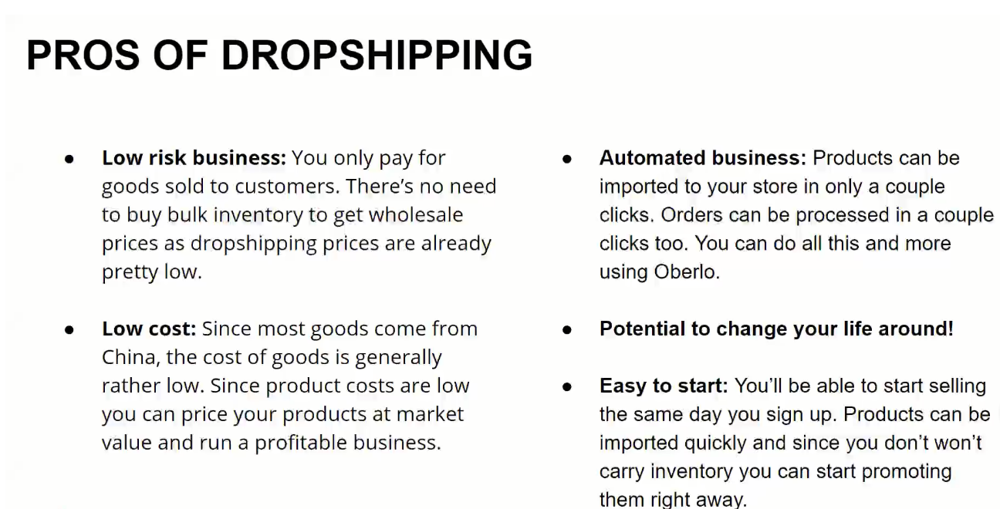 PROS OF DROPSHIPPING
● Low risk business: You only pay for
goods sold to customers. There’s no need
to buy bulk inventory to get wholesale
prices as dropshipping prices are already
pretty low.
● Low cost: Since most goods come from
China, the cost of goods is generally
rather low. Since product costs are low
you can price your products at market
value and run a profitable business.
● Automated business: Products can be
imported to your store in only a couple
clicks. Orders can be processed in a couple
clicks too. You can do all this and more
using Oberlo.
● Potential to change your life around!
● Easy to start: You’ll be able to start selling
the same day you sign up. Products can be
imported quickly and since you don’t won’t
carry inventory you can start promoting
them right away.